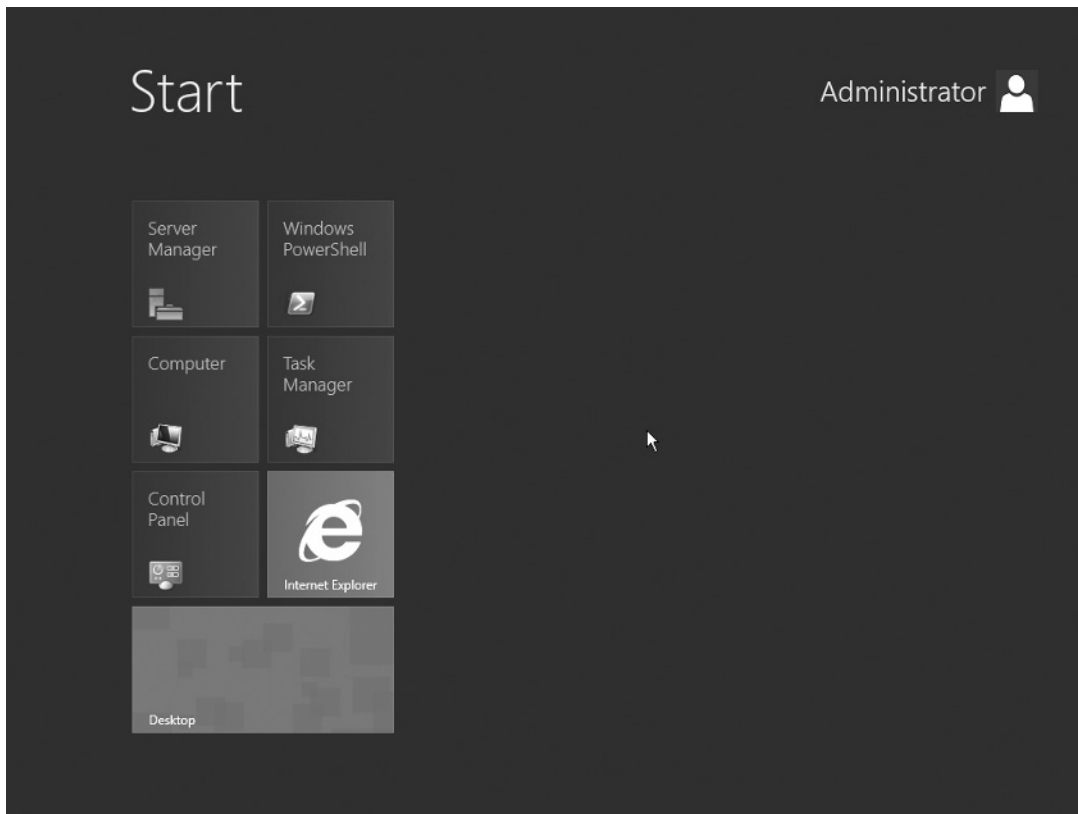 Start
Administrator
Server
Manager
Windows
PowerShell
Computer
Task
Manager
Control
Panel
Internet Explorer
Desktop